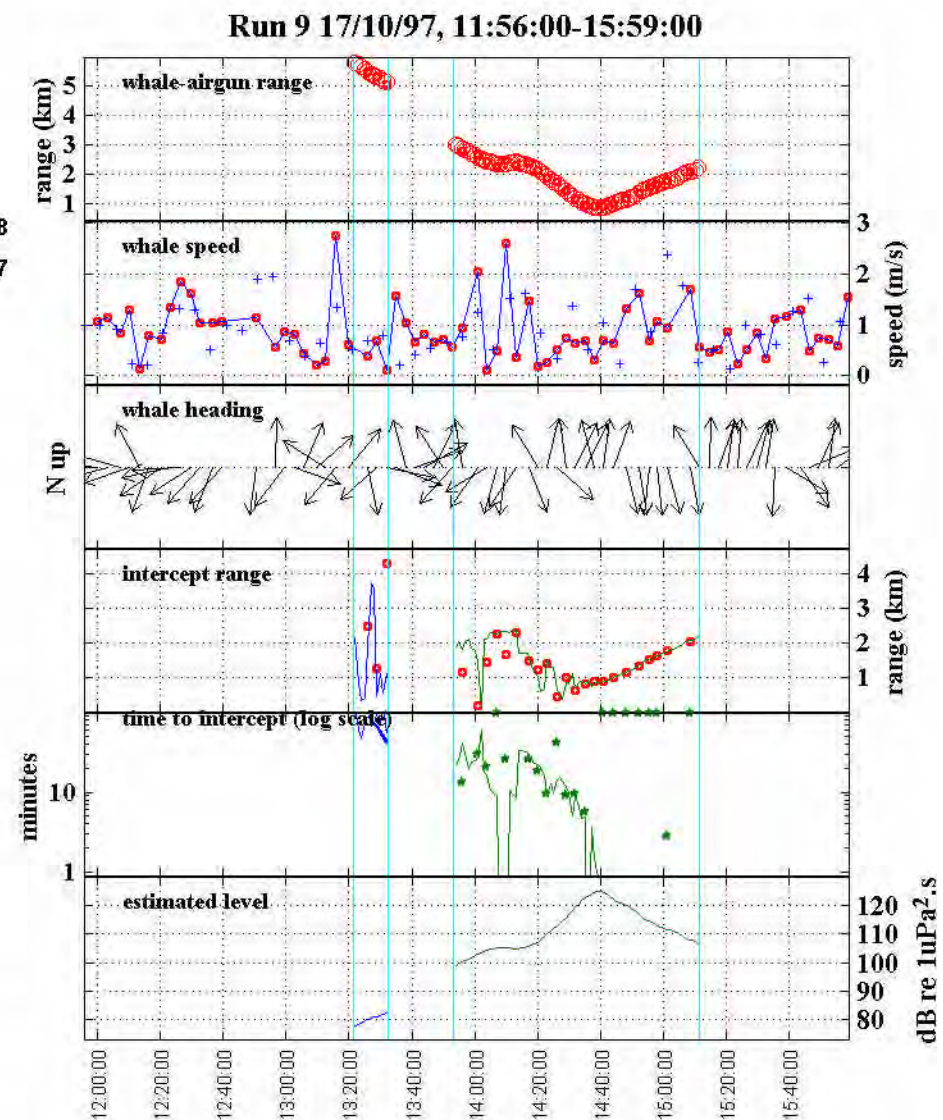 Run 9 17/10/97, 11:56:00-15:59:00
whale-airgun range
range (km)
5
4
3
2
1
8
7
whale speed
speed (m/s)
3
2
1
0
whale heading
N up
intercept range
range (km)
4
3
2
1
time to intercept (log scale)
minutes
10
1
estimated level
dB re 1uPa².s
120
110
100
90
80
12:00:00
12:20:00
12:40:00
13:00:00
13:20:00
13:40:00
14:00:00
14:20:00
14:40:00
15:00:00
15:20:00
15:40:00